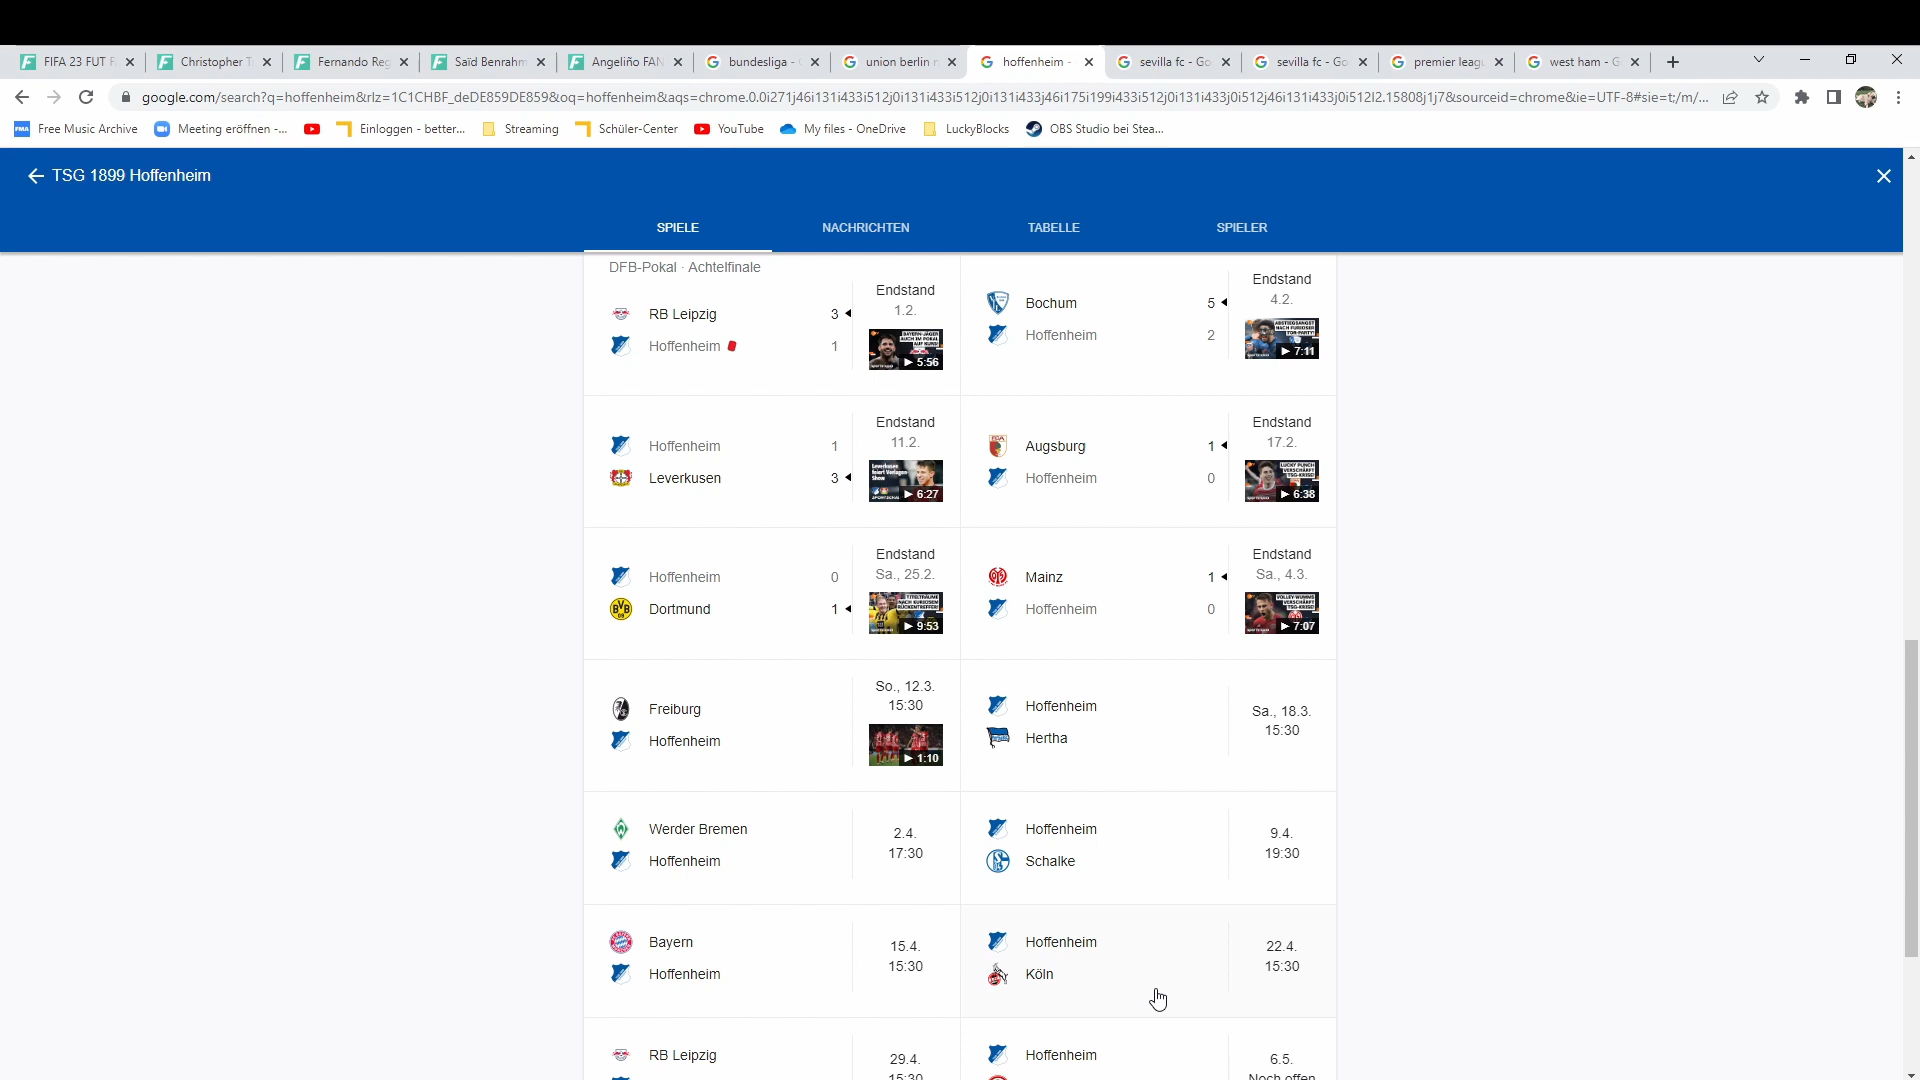 FIFA 23 FUT F
Christopher T
Fernando Reg
Saïd Benrahm
Angeliño FAN
bundesliga - G
union berlin n
hoffenheim -
sevilla fc - Go
sevilla fc - Go
premier leag
west ham - G
google.com/search?q=hoffenheim&rlz=1C1CHBF_deDE859DE859&oq=hoffenheim&aqs=chrome.0.0i271j46i131i433i512j0i131i433i512j0i131i433j46i175i199i433i512j0i131i433j0i512j46i131i433j0i512l2.15808j1j7&sourceid=chrome&ie=UTF-8#sie=t;/m/...
Free Music Archive
Meeting eröffnen -...
Einloggen - better...
Streaming
Schüler-Center
YouTube
My files - OneDrive
LuckyBlocks
OBS Studio bei Stea...
TSG 1899 Hoffenheim
SPIELE
NACHRICHTEN
TABELLE
SPIELER
DFB-Pokal · Achtelfinale
RB Leipzig 3
Hoffenheim 1
Endstand
1.2.
5:56
Bochum 5
Hoffenheim 2
Endstand
4.2.
7:11
Hoffenheim 1
Leverkusen 3
Endstand
11.2.
6:27
Augsburg 1
Hoffenheim 0
Endstand
17.2.
6:38
Hoffenheim 0
Dortmund 1
Endstand
Sa., 25.2.
9:53
Mainz 1
Hoffenheim 0
Endstand
Sa., 4.3.
7:07
Freiburg
Hoffenheim
So., 12.3.
15:30
1:10
Hoffenheim
Hertha
Sa., 18.3.
15:30
Werder Bremen
Hoffenheim
2.4.
17:30
Hoffenheim
Schalke
9.4.
19:30
Bayern
Hoffenheim
15.4.
15:30
Hoffenheim
Köln
22.4.
15:30
RB Leipzig
29.4.
15:30
Hoffenheim
6.5.
Noch offen